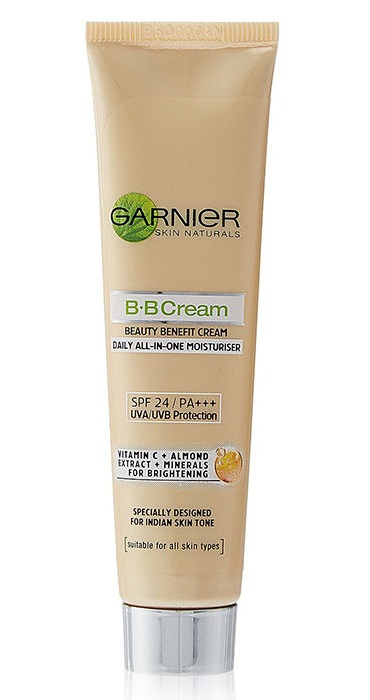 GARNIER
SKIN NATURALS
B·BCream
BEAUTY BENEFIT CREAM
DAILY ALL-IN-ONE MOISTURISER
SPF 24 / PA+++
UVA/UVB Protection
VITAMIN C + ALMOND
EXTRACT + MINERALS
FOR BRIGHTENING
SPECIALLY DESIGNED
FOR INDIAN SKIN TONE
[suitable for all skin types]